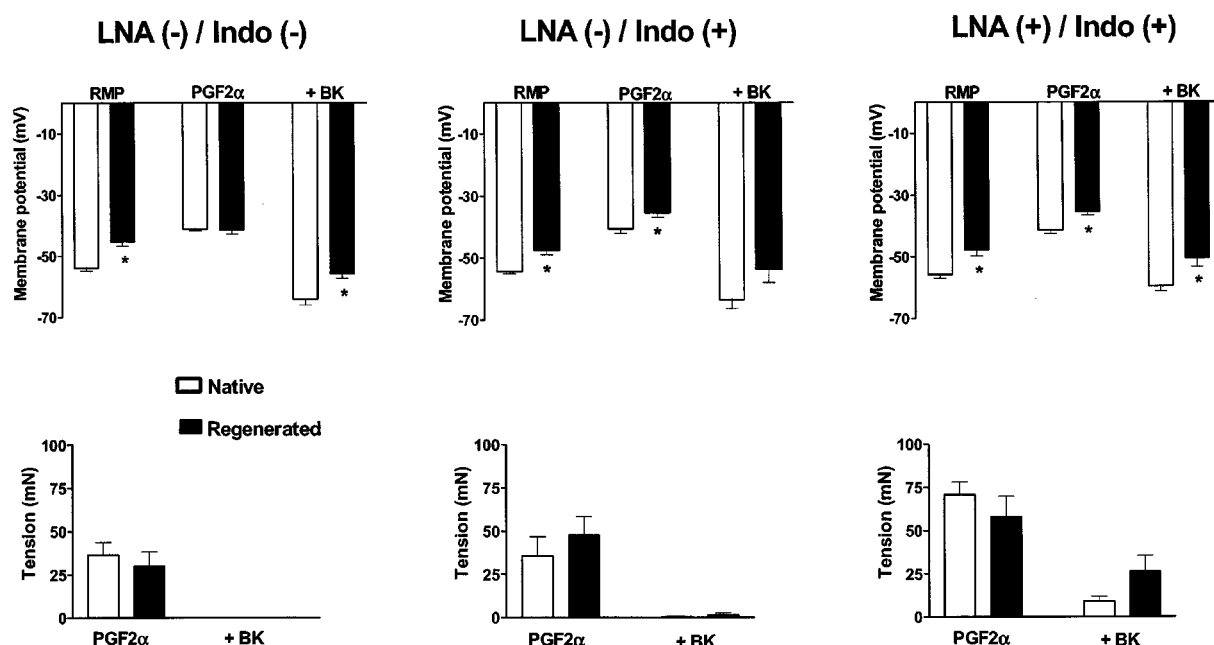 LNA (-) / Indo (-)
LNA (-) / Indo (+)
LNA (+) / Indo (+)
RMP PGF2α + BK
Membrane potential (mV)
-10
-30
-50
-70
* *
RMP PGF2α + BK
Membrane potential (mV)
-10
-30
-50
-70
* *
RMP PGF2α + BK
Membrane potential (mV)
-10
-30
-50
-70
* * *
Native
Regenerated
Tension (mN)
100
75
50
25
0
PGF2α + BK
Tension (mN)
100
75
50
25
0
PGF2α + BK
Tension (mN)
100
75
50
25
0
PGF2α + BK